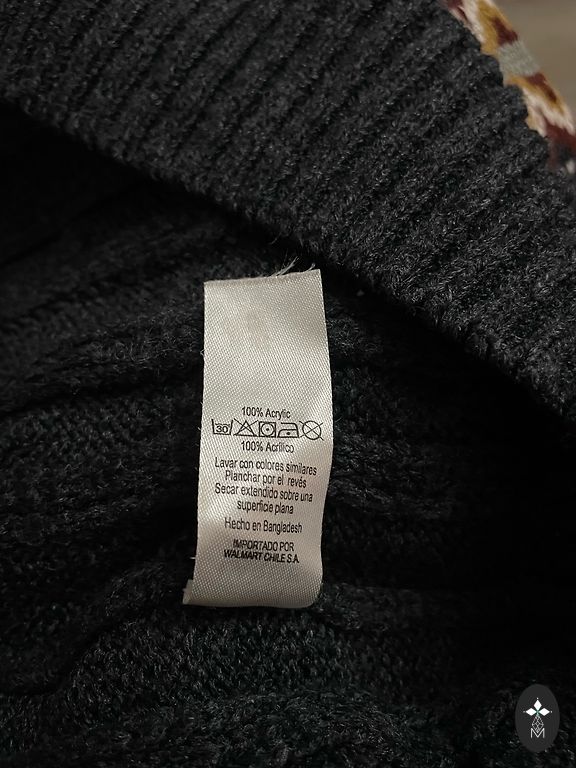 100% Acrylic
30
100% Acrílico
Lavar con colores similares
Planchar por el revés
Secar extendido sobre una
superficie plana
Hecho en Bangladesh
IMPORTADO POR
WALMART CHILE S.A.
M